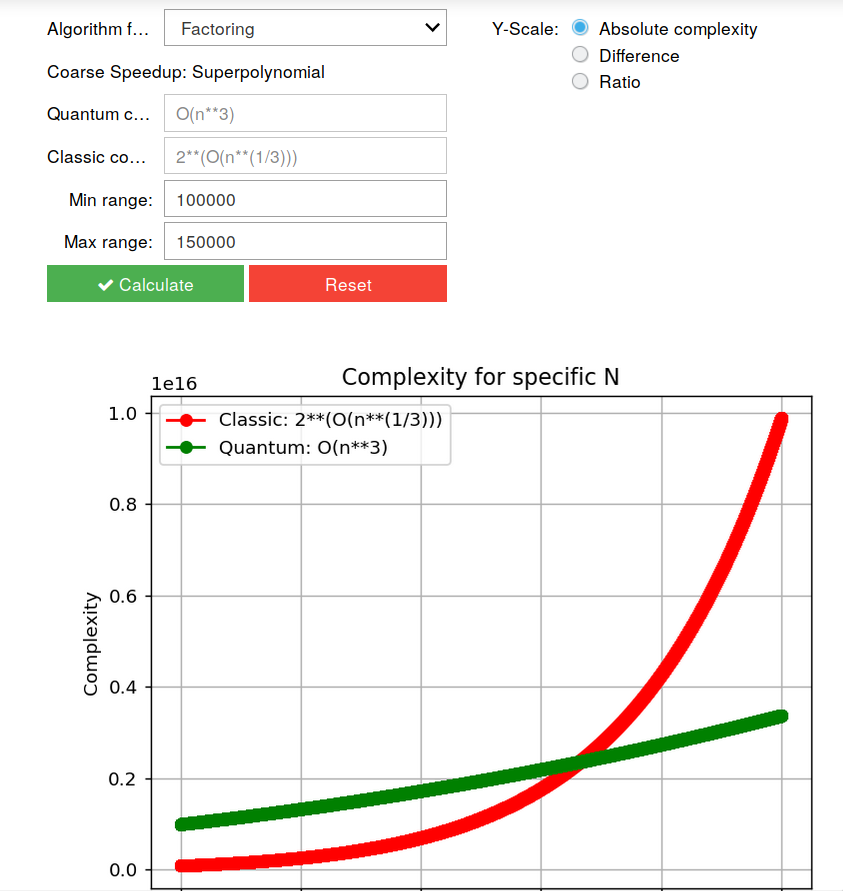 Algorithm f... Factoring
Y-Scale: Absolute complexity
Difference
Ratio
Coarse Speedup: Superpolynomial
Quantum c... O(n**3)
Classic co... 2**(O(n**(1/3)))
Min range: 100000
Max range: 150000
Calculate Reset
Complexity for specific N
1e16
Classic: 2**(O(n**(1/3)))
Quantum: O(n**3)
Complexity
1.0
0.8
0.6
0.4
0.2
0.0